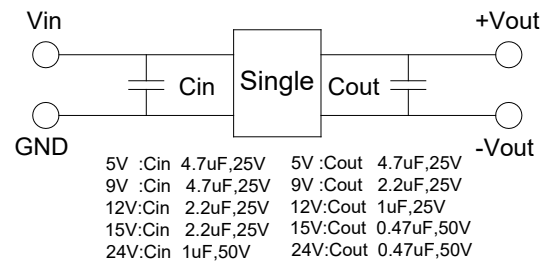 Vin
+Vout
Cin
Single
Cout
GND
-Vout
5V :Cin 4.7uF,25V 5V :Cout 4.7uF,25V
9V :Cin 4.7uF,25V 9V :Cout 2.2uF,25V
12V:Cin 2.2uF,25V 12V:Cout 1uF,25V
15V:Cin 2.2uF,25V 15V:Cout 0.47uF,50V
24V:Cin 1uF,50V 24V:Cout 0.47uF,50V